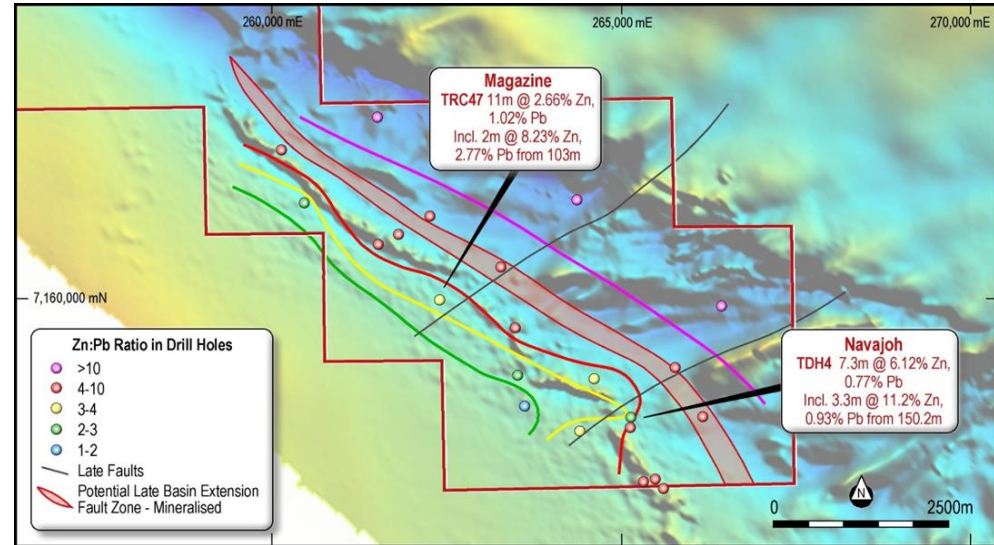 260,000 mE
265,000 mE
270,000 mE
Magazine
TRC47 11m @ 2.66% Zn,
1.02% Pb
Incl. 2m @ 8.23% Zn,
2.77% Pb from 103m
7,160,000 mN
Navajoh
TDH4 7.3m @ 6.12% Zn,
0.77% Pb
Incl. 3.3m @ 11.2% Zn,
0.93% Pb from 150.2m
Zn:Pb Ratio in Drill Holes
>10
4-10
3-4
2-3
1-2
Late Faults
Potential Late Basin Extension
Fault Zone - Mineralised
N
0 2500m